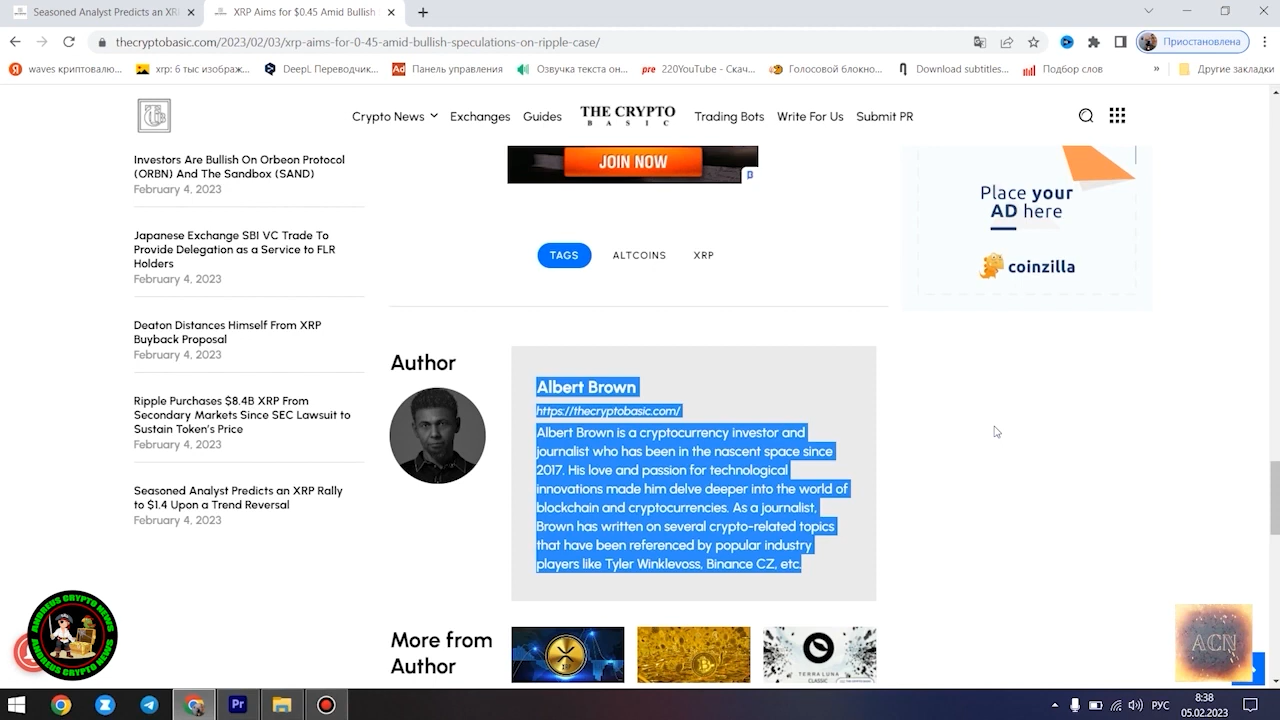 Seasoned Analyst Predicts an XR
XRP Aims for $0.45 Amid Bullish
thecryptobasic.com/2023/02/03/xrp-aims-for-0-45-amid-bullish-speculations-on-ripple-case/
Приостановлена
waves криптовалю...
xrp: 6 тыс изображ...
DeepL Переводчик...
Панель управления
Озвучка текста он...
220YouTube - Скач...
Голосовой блокно...
Download subtitles...
Подбор слов
»
Другие закладки
Crypto News
Exchanges
Guides
THE CRYPTO
BASIC
Trading Bots
Write For Us
Submit PR
Investors Are Bullish On Orbeon Protocol
(ORBN) And The Sandbox (SAND)
February 4, 2023
Japanese Exchange SBI VC Trade To
Provide Delegation as a Service to FLR
Holders
February 4, 2023
Deaton Distances Himself From XRP
Buyback Proposal
February 4, 2023
Ripple Purchases $8.4B XRP From
Secondary Markets Since SEC Lawsuit to
Sustain Token's Price
February 4, 2023
Seasoned Analyst Predicts an XRP Rally
to $1.4 Upon a Trend Reversal
February 4, 2023
JOIN NOW
TAGS
ALTCOINS
XRP
Place your
AD here
coinzilla
Author
Albert Brown
https://thecryptobasic.com/
Albert Brown is a cryptocurrency investor and
journalist who has been in the nascent space since
2017. His love and passion for technological
innovations made him delve deeper into the world of
blockchain and cryptocurrencies. As a journalist,
Brown has written on several crypto-related topics
that have been referenced by popular industry
players like Tyler Winklevoss, Binance CZ, etc.
More from
Author
TERRA LUNA
CLASSIC
ANDREUS CRYPTO NEWS
ANDREUS CRYPTO NEWS
ACN
РУС
8:38
05.02.2023